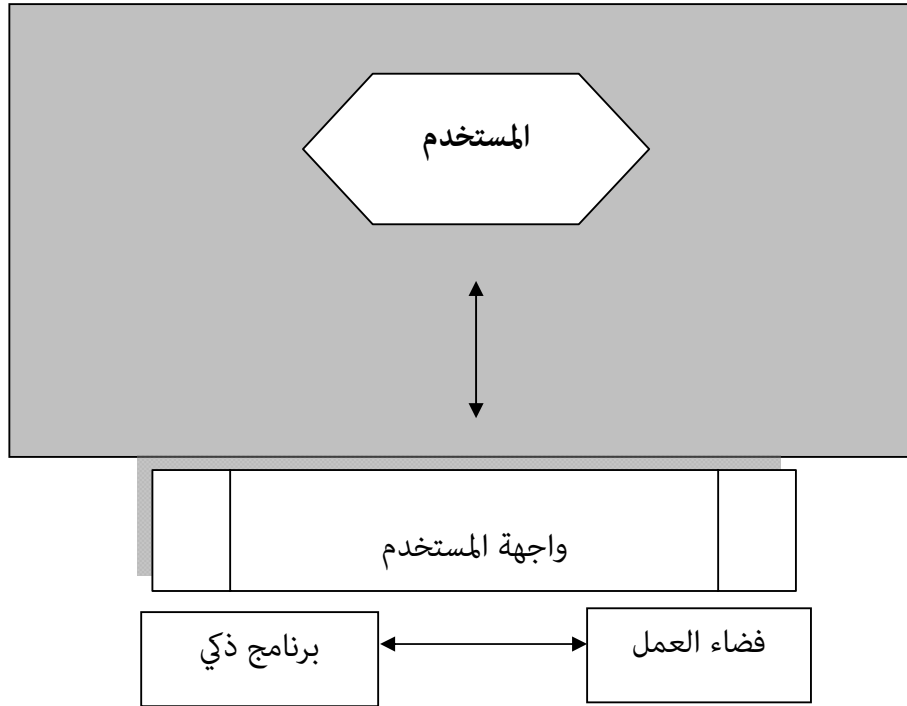 المستخدم
واجهة المستخدم
فضاء العمل
برنامج ذكي